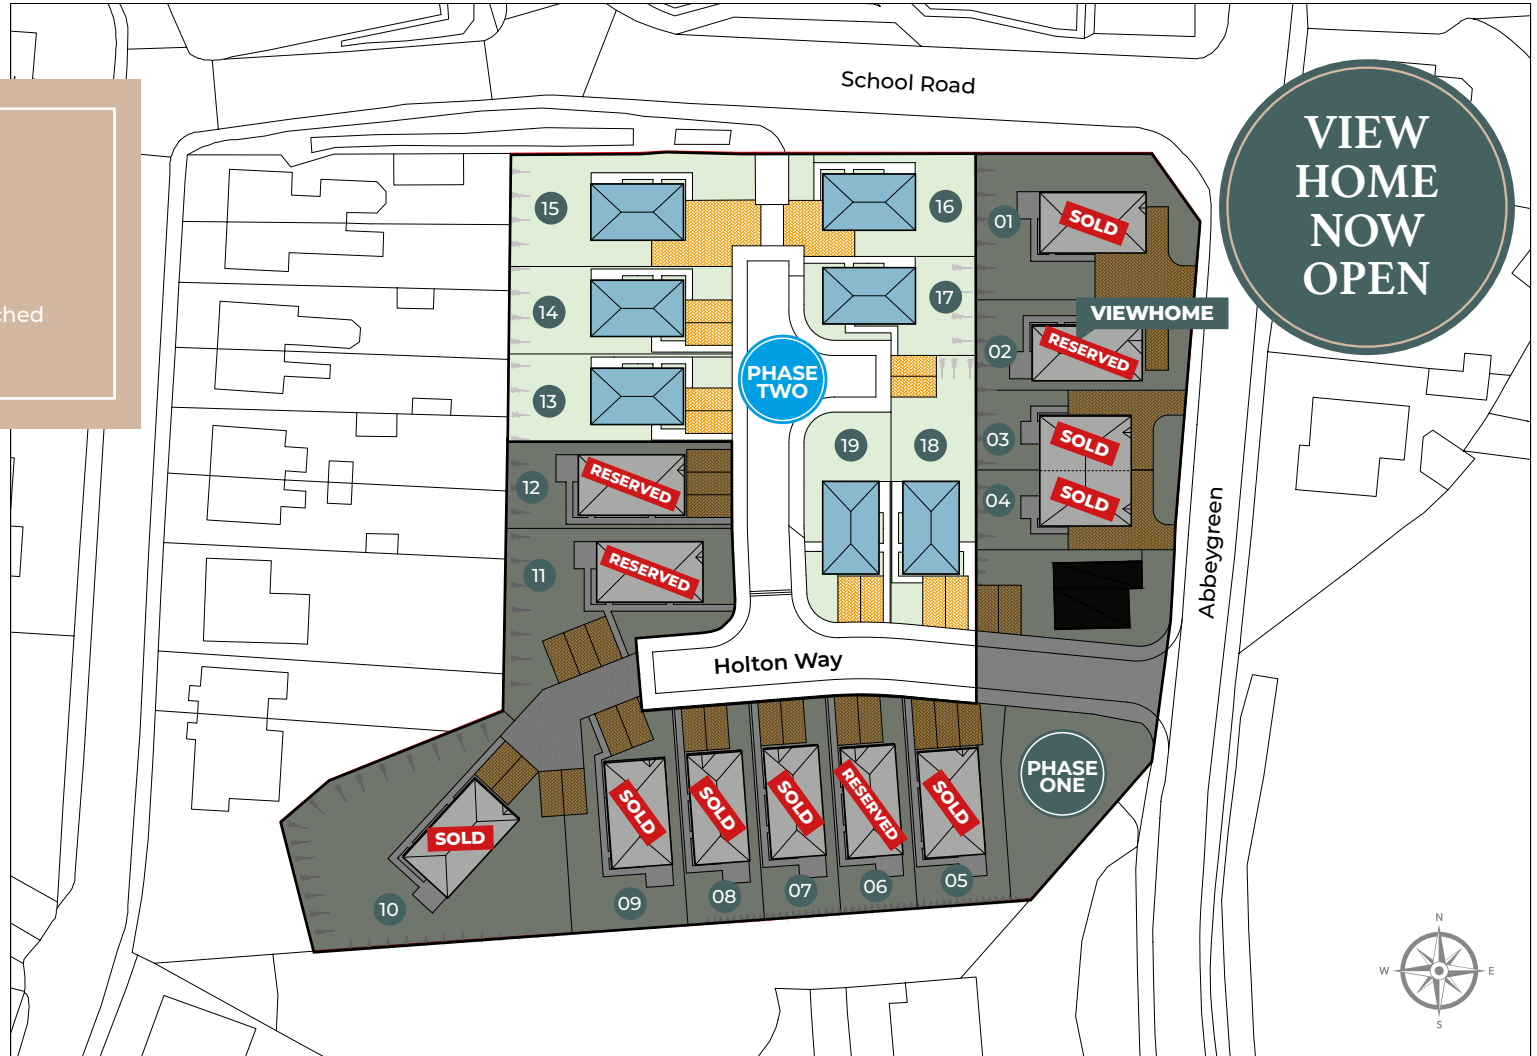 School Road
VIEW
HOME
NOW
OPEN
ched
15
16
01
SOLD
14
17
VIEWHOME
02
RESERVED
PHASE
TWO
13
03
SOLD
19
18
04
SOLD
12
RESERVED
11
RESERVED
Abbeygreen
Holton Way
PHASE
ONE
SOLD
10
SOLD
09
SOLD
08
SOLD
07
RESERVED
06
SOLD
05
N
W
E
S